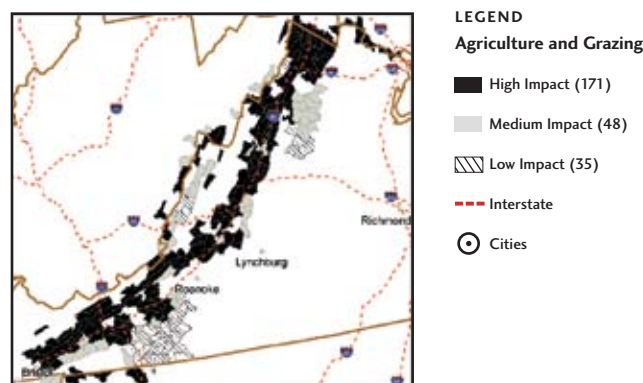 LEGEND
Agriculture and Grazing
High Impact (171)
Medium Impact (48)
Low Impact (35)
Interstate
Cities
Richmond
Lynchburg
Roanoke